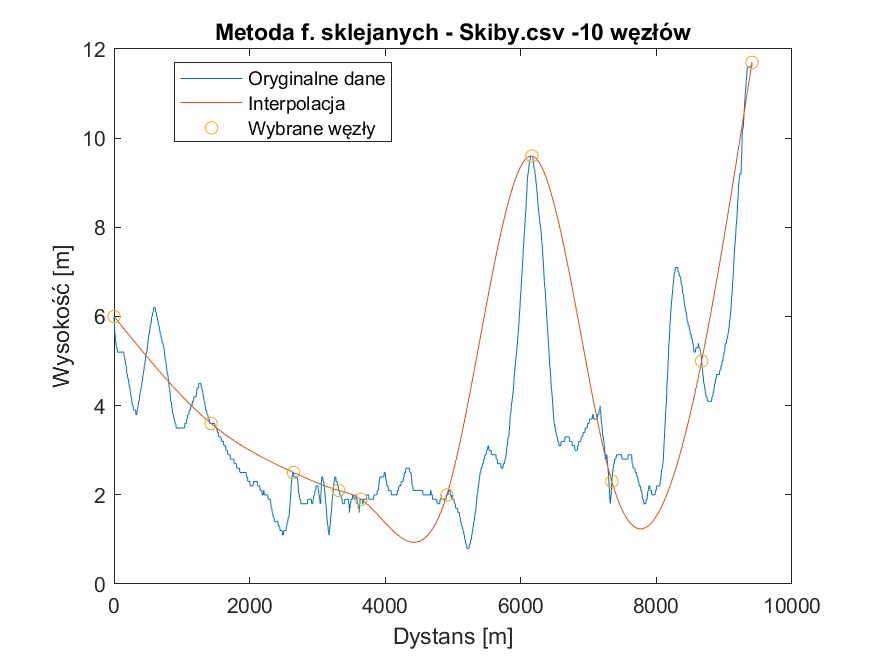 Metoda f. sklejanych - Skiby.csv -10 węzłów
12
10
8
6
4
2
0
Wysokość [m]
Oryginalne dane
Interpolacja
Wybrane węzły
0 2000 4000 6000 8000 10000
Dystans [m]